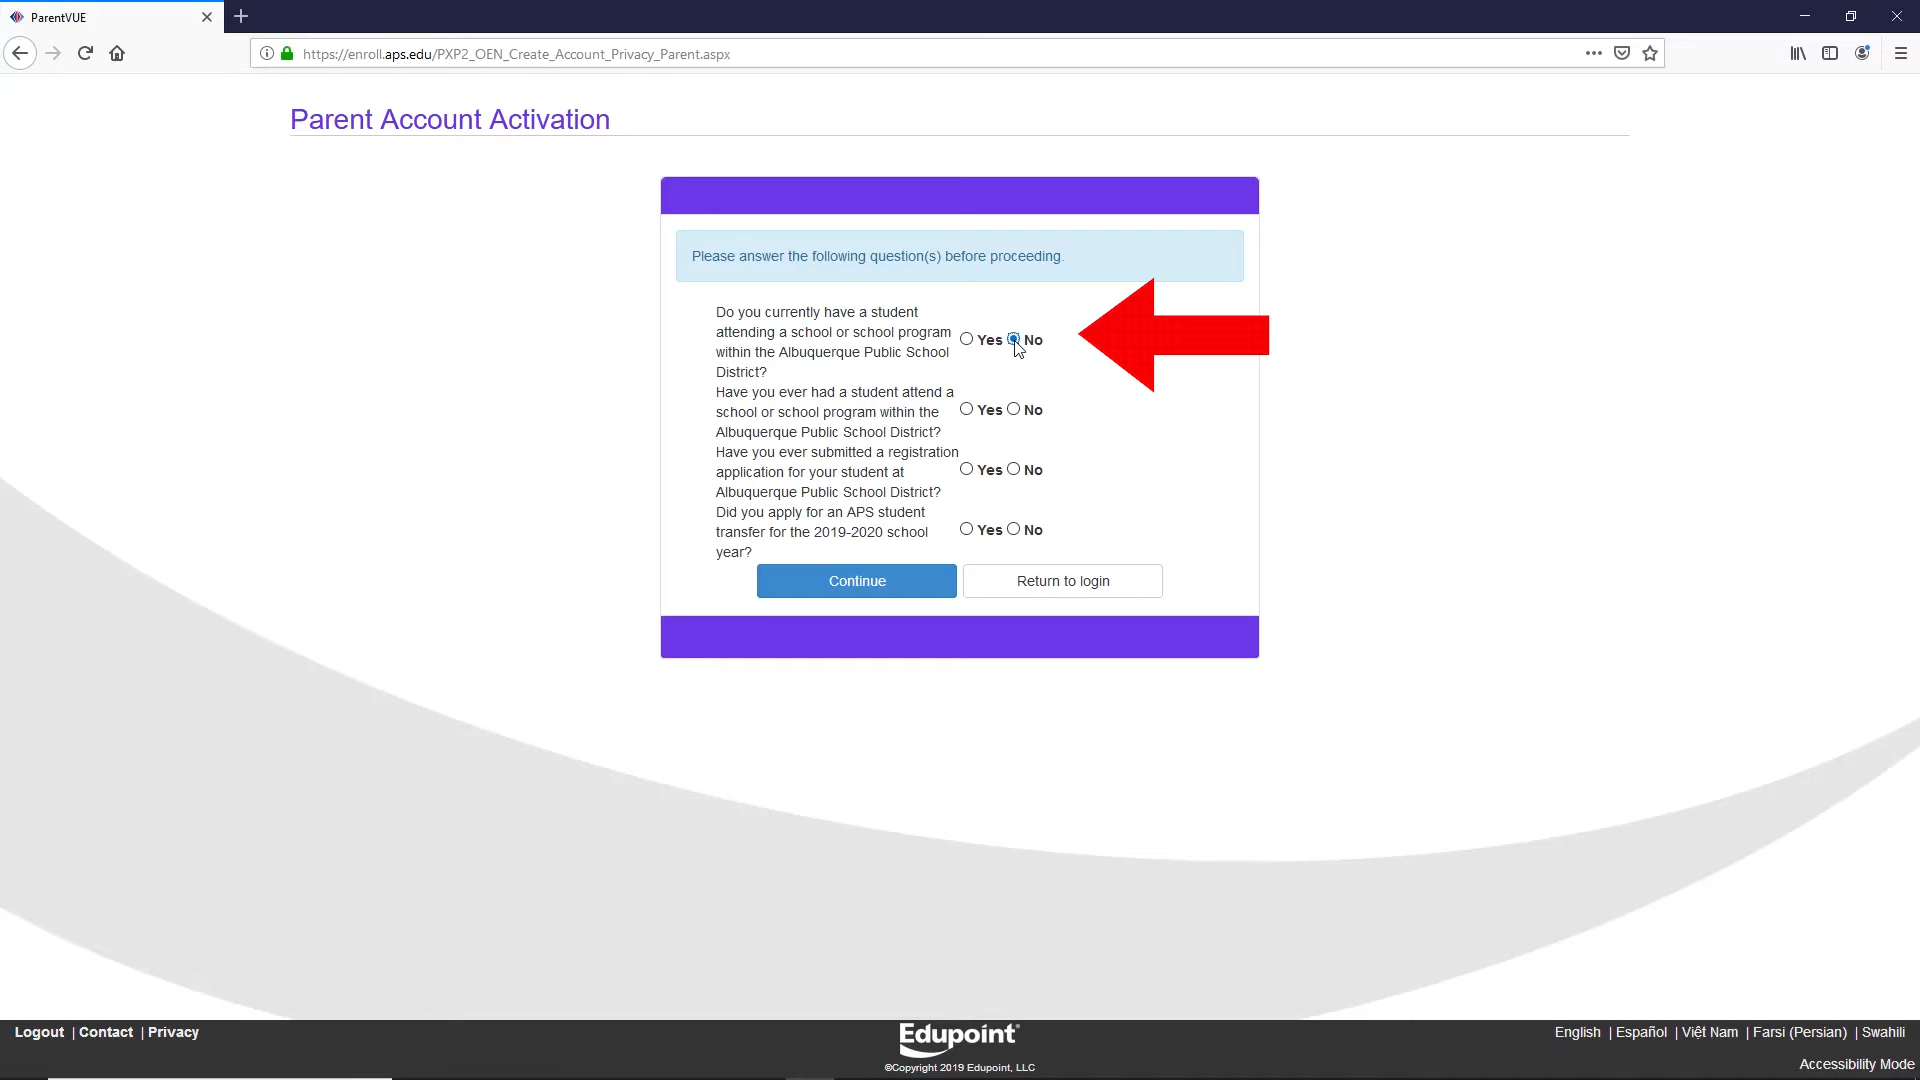 ParentVUE
https://enroll.aps.edu/PXP2_OEN_Create_Account_Privacy_Parent.aspx
Parent Account Activation
Please answer the following question(s) before proceeding.
Do you currently have a student
attending a school or school program
within the Albuquerque Public School
District?
Yes No
Have you ever had a student attend a
school or school program within the
Albuquerque Public School District?
Yes No
Have you ever submitted a registration
application for your student at
Albuquerque Public School District?
Yes No
Did you apply for an APS student
transfer for the 2019-2020 school
year?
Yes No
Continue Return to login
Logout | Contact | Privacy
Edupoint®
©Copyright 2019 Edupoint, LLC
English | Español | Việt Nam | Farsi (Persian) | Swahili
Accessibility Mode